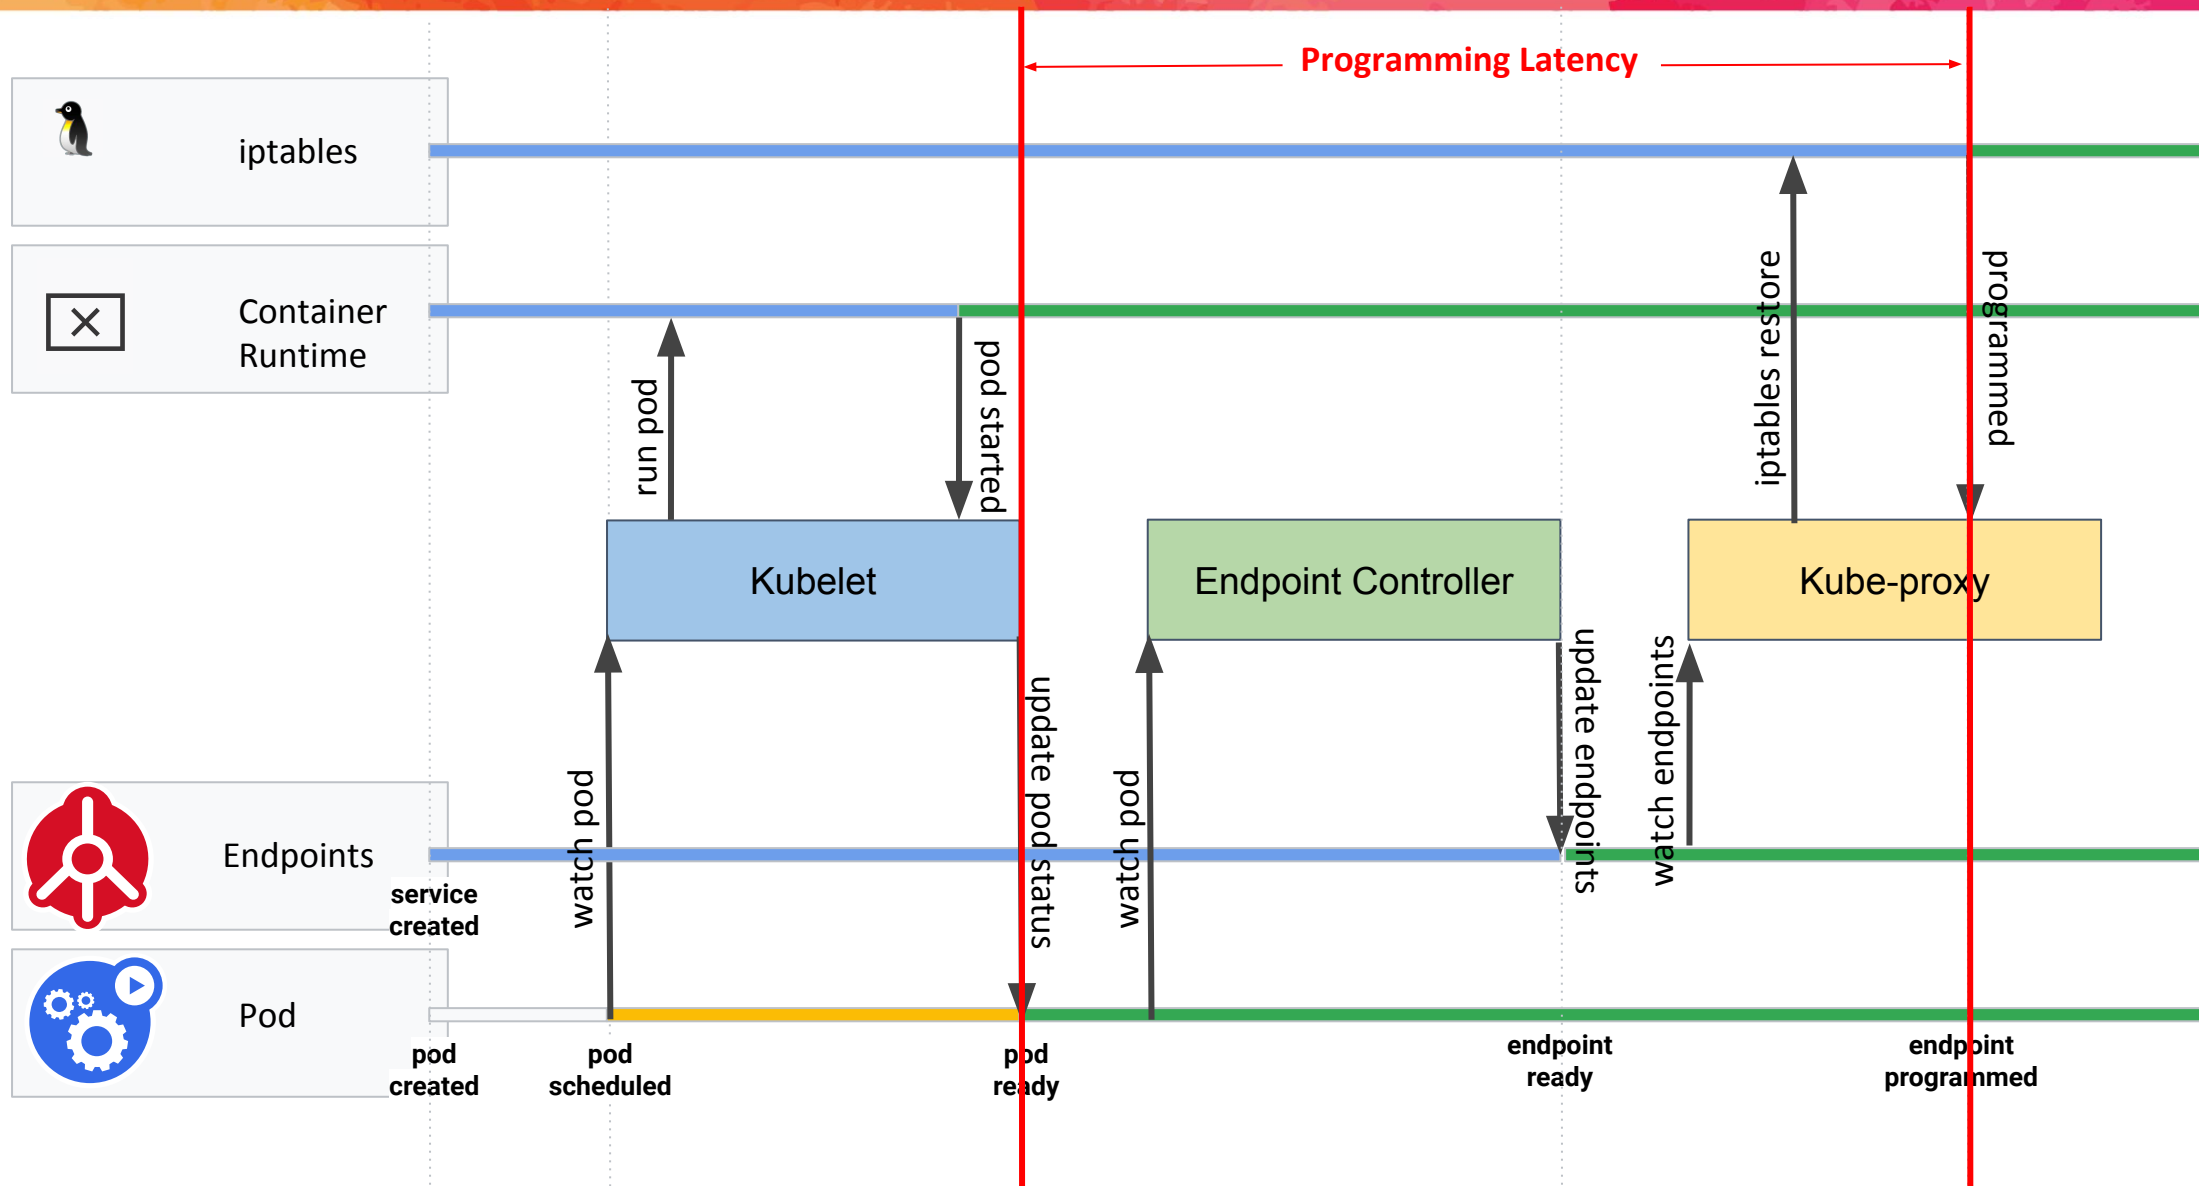 Programming Latency
iptables
Container
Runtime
run pod
pod started
iptables restore
programmed
Kubelet
Endpoint Controller
Kube-proxy
watch pod
update pod status
watch pod
update endpoints
watch endpoints
Endpoints
service
created
Pod
pod
created
pod
scheduled
pod
ready
endpoint
ready
endpoint
programmed